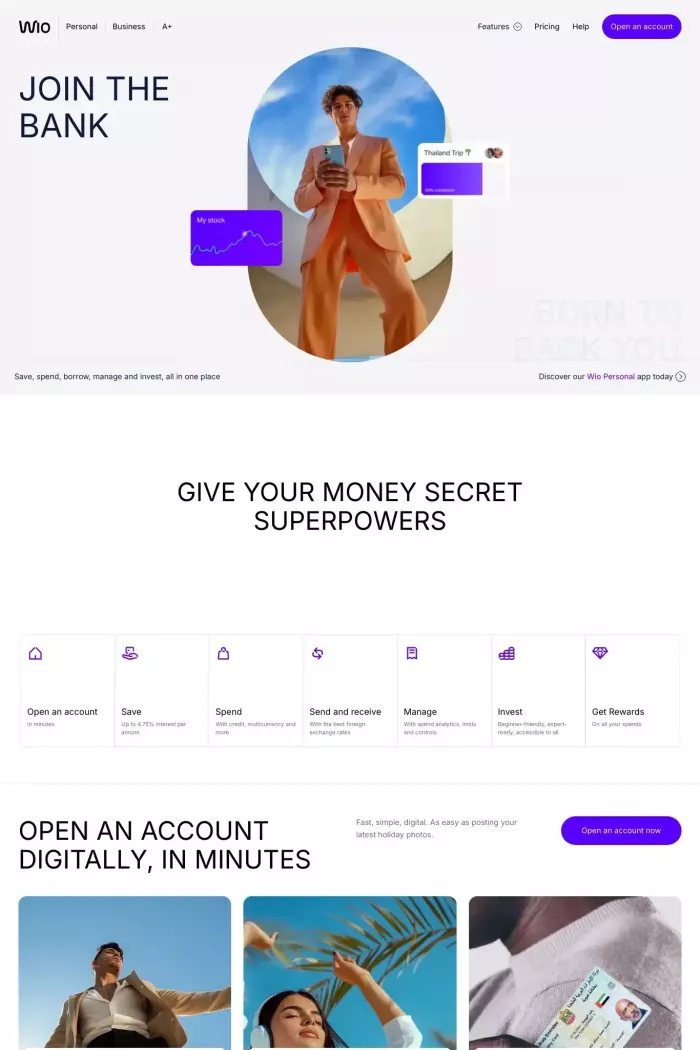 Wio
Personal
Business
A+
Features
Pricing
Help
Open an account
JOIN THE
BANK
Thailand Trip 🌴
My stock
BORN TO
BACK YOU
Save, spend, borrow, manage and invest, all in one place
Discover our Wio Personal app today
GIVE YOUR MONEY SECRET
SUPERPOWERS
Open an account
In minutes
Save
Up to 4.75% interest per
annum
Spend
With credit, multicurrency and
more
Send and receive
With the best foreign
exchange rates
Manage
With spend analytics, limits
and controls
Invest
Beginner-friendly, expert-
ready, accessible to all
Get Rewards
On all your spends
OPEN AN ACCOUNT
DIGITALLY, IN MINUTES
Fast, simple, digital. As easy as posting your
latest holiday photos.
Open an account now